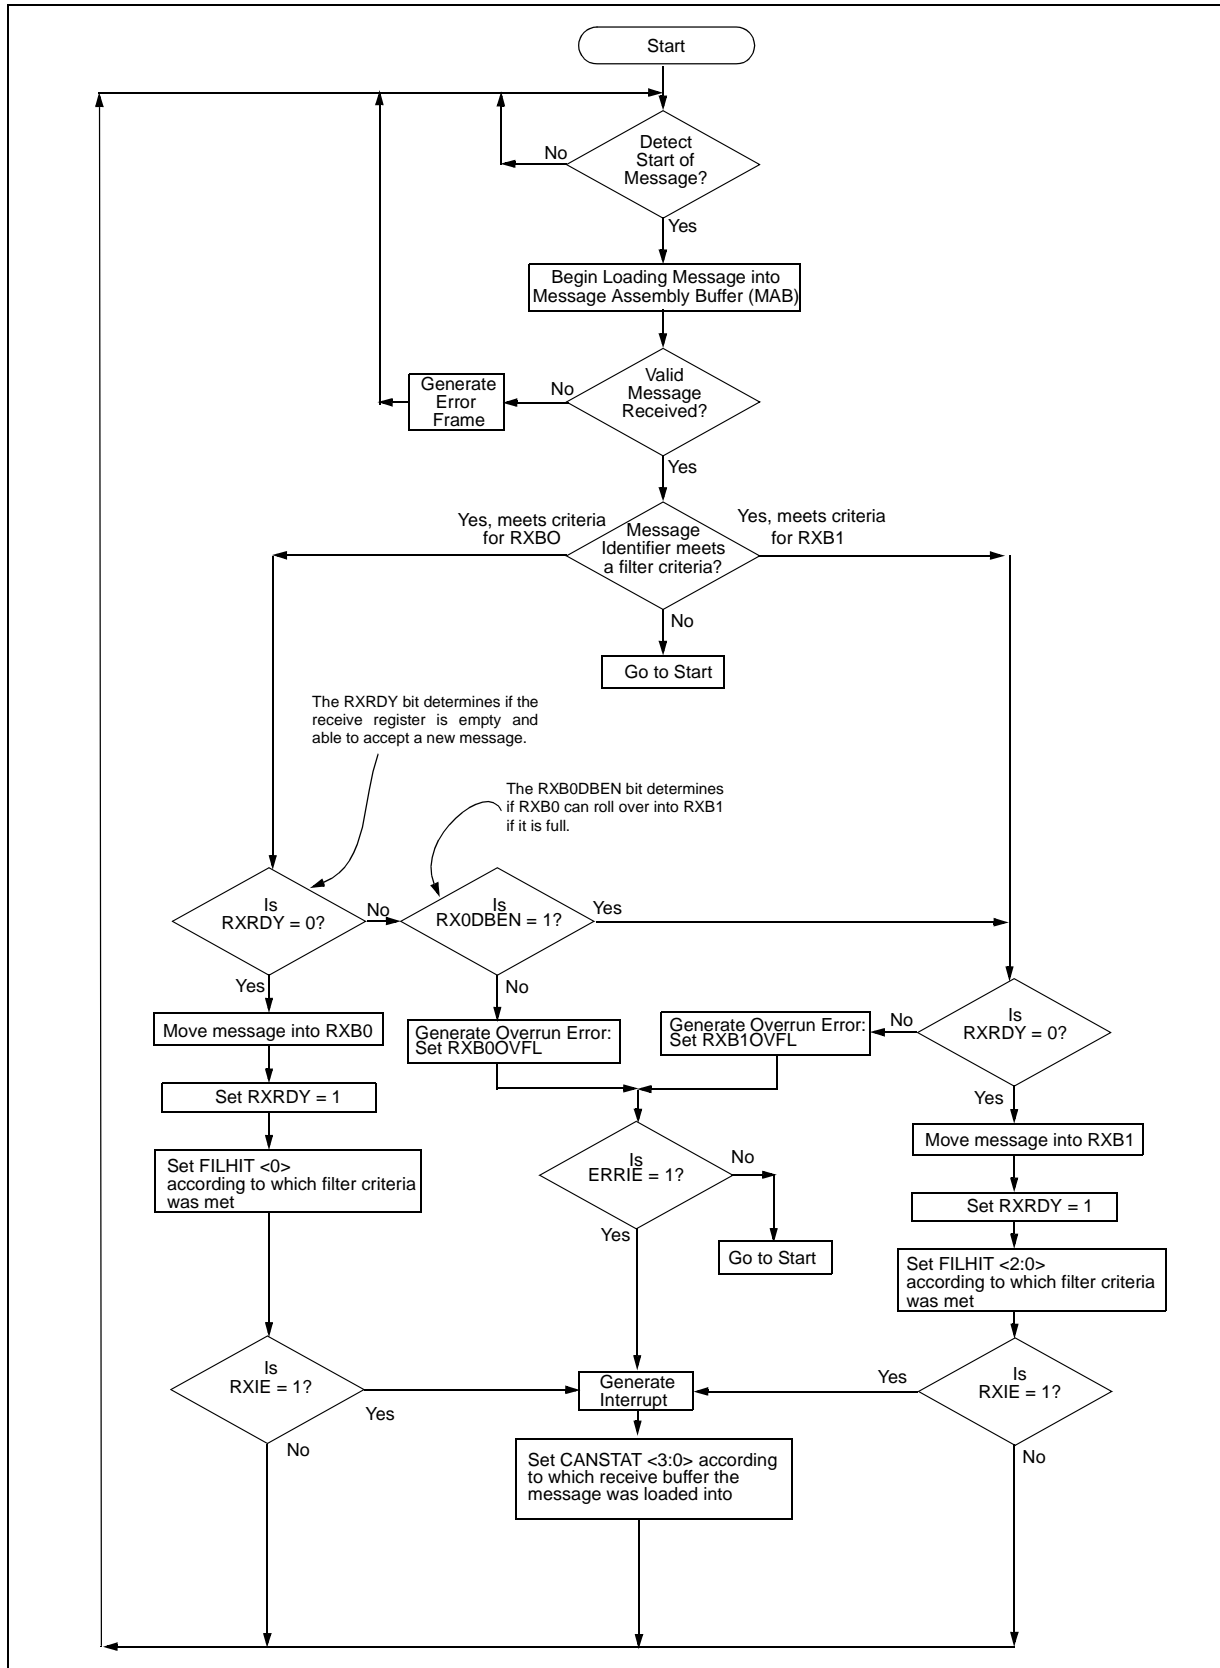 Start
Detect
Start of
Message?
No
Yes
Begin Loading Message into
Message Assembly Buffer (MAB)
Valid
Message
Received?
No
Generate
Error
Frame
Yes
Yes, meets criteria
for RXBO
Message
Identifier meets
a filter criteria?
Yes, meets criteria
for RXB1
No
Go to Start
The RXRDY bit determines if the
receive register is empty and
able to accept a new message.
The RXB0DBEN bit determines
if RXB0 can roll over into RXB1
if it is full.
Is
RXRDY = 0?
No
Is
RX0DBEN = 1?
Yes
Yes
No
Move message into RXB0
Generate Overrun Error:
Set RXB0OVFL
Generate Overrun Error:
Set RXB1OVFL
No
Is
RXRDY = 0?
Set RXRDY = 1
Yes
Move message into RXB1
Set FILHIT <0>
according to which filter criteria
was met
Is
ERRIE = 1?
No
Yes
Go to Start
Set RXRDY = 1
Set FILHIT <2:0>
according to which filter criteria
was met
Is
RXIE = 1?
Yes
No
Generate
Interrupt
Yes
Is
RXIE = 1?
No
Set CANSTAT <3:0> according
to which receive buffer the
message was loaded into